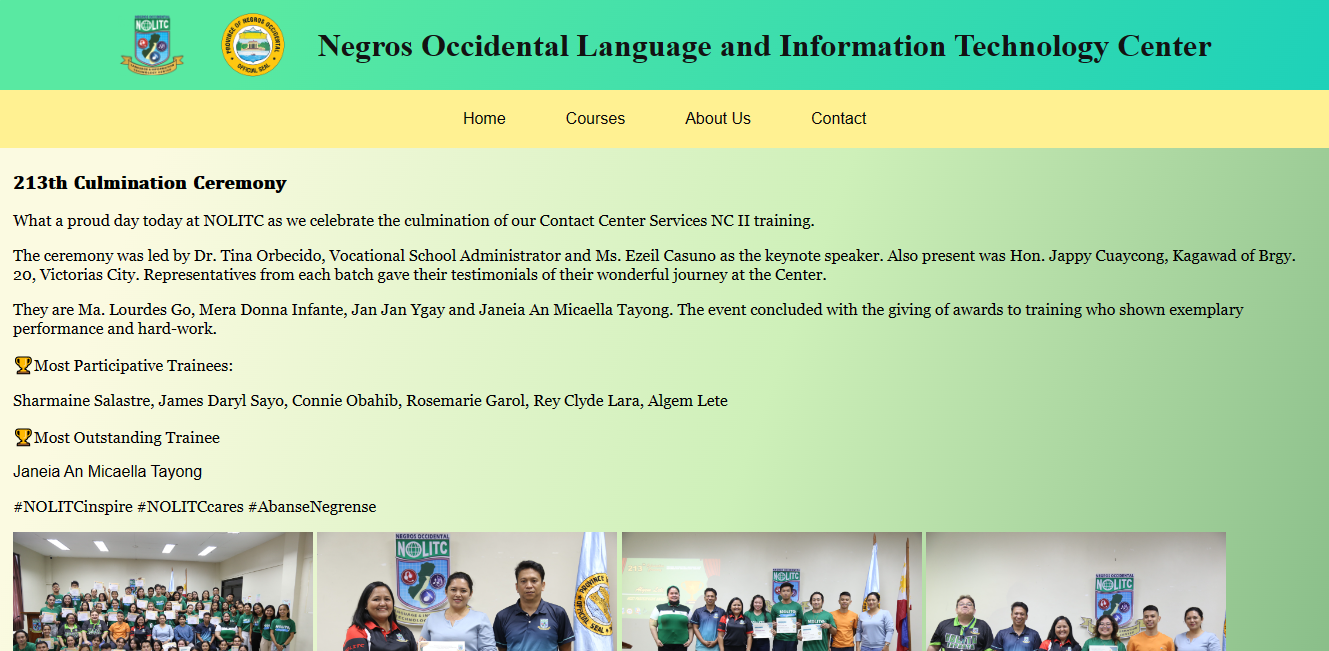 NOLITC
PROVINCE OF NEGROS OCCIDENTAL
OFFICIAL SEAL
Negros Occidental Language and Information Technology Center
Home Courses About Us Contact
213th Culmination Ceremony
What a proud day today at NOLITC as we celebrate the culmination of our Contact Center Services NC II training.
The ceremony was led by Dr. Tina Orbecido, Vocational School Administrator and Ms. Ezeil Casuno as the keynote speaker. Also present was Hon. Jappy Cuaycong, Kagawad of Brgy.
20, Victorias City. Representatives from each batch gave their testimonials of their wonderful journey at the Center.
They are Ma. Lourdes Go, Mera Donna Infante, Jan Jan Ygay and Janeia An Micaella Tayong. The event concluded with the giving of awards to training who shown exemplary
performance and hard-work.
🏆Most Participative Trainees:
Sharmaine Salastre, James Daryl Sayo, Connie Obahib, Rosemarie Garol, Rey Clyde Lara, Algem Lete
🏆Most Outstanding Trainee
Janeia An Micaella Tayong
#NOLITCinspire #NOLITCcares #AbanseNegrense
NEGROS OCCIDENTAL
NOLITC
NOLITC
NEGROS OCCIDENTAL
NOLITC